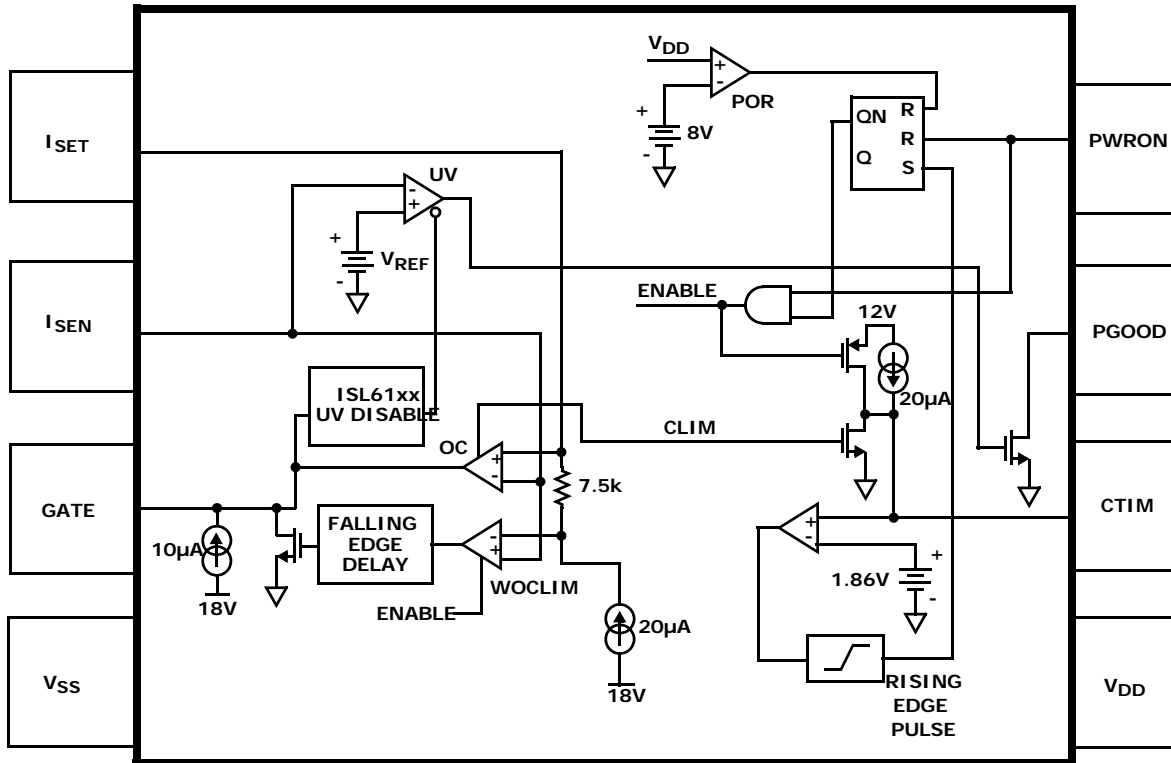 VDD
+
-
POR
+
8V
-
QN
R
R
Q
S
PWRON
ISET
UV
-
+
+
VREF
-
ENABLE
12V
PGOOD
ISEN
20µA
ISL61xx
UV DISABLE
CLIM
OC
+
-
7.5k
GATE
CTIM
FALLING
EDGE
DELAY
10µA
-
+
+
-
+
1.86V
-
18V
WOCLIM
ENABLE
20µA
VSS
18V
RISING
EDGE
PULSE
VDD